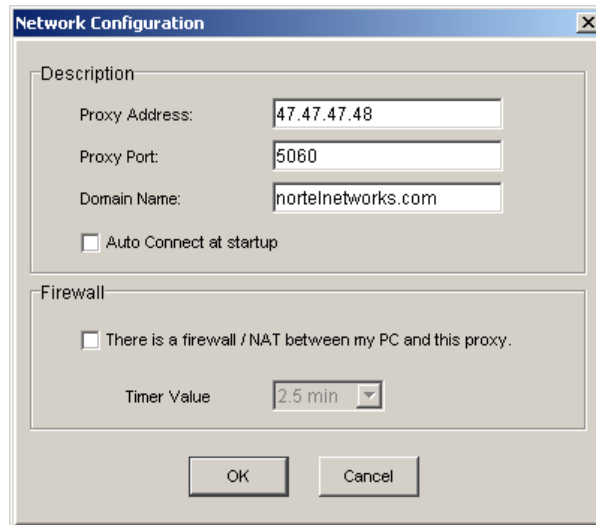 Network Configuration
Description
Proxy Address: 47.47.47.48
Proxy Port: 5060
Domain Name: nortelnetworks.com
Auto Connect at startup
Firewall
There is a firewall / NAT between my PC and this proxy.
Timer Value 2.5 min
OK Cancel